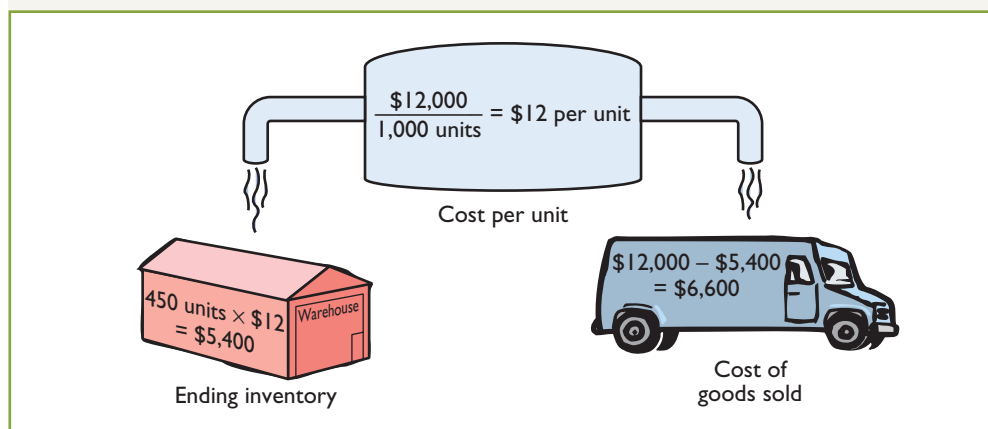 $12,000
1,000 units
= $12 per unit
Cost per unit
450 units × $12
= $5,400
Warehouse
Ending inventory
$12,000 – $5,400
= $6,600
Cost of
goods sold